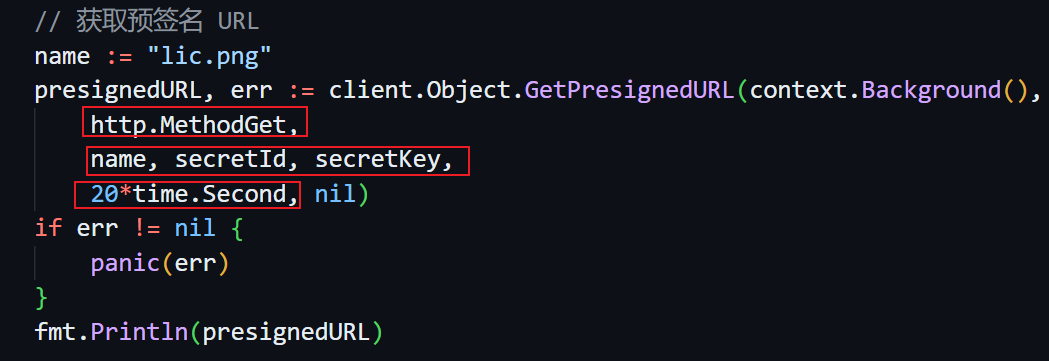 // 获取预签名 URL
name := "lic.png"
presignedURL, err := client.Object.GetPresignedURL(context.Background(),
    http.MethodGet,
    name, secretId, secretKey,
    20*time.Second, nil)
if err != nil {
    panic(err)
}
fmt.Println(presignedURL)